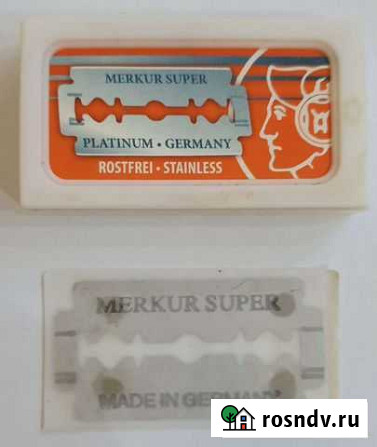 MERKUR SUPER
PLATINUM • GERMANY
ROSTFREI • STAINLESS
MERKUR SUPER
MADE IN GERMANY
rosndv.ru